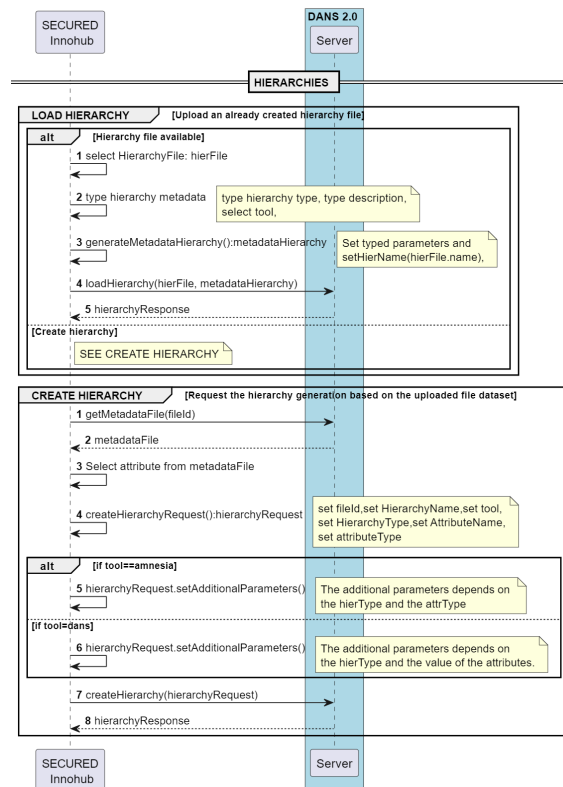 DANS 2.0
SECURED
Innohub
Server
HIERARCHIES
LOAD HIERARCHY [Upload an already created hierarchy file]
alt [Hierarchy file available]
1 select HierarchyFile: hierFile
2 type hierarchy metadata
type hierarchy type, type description,
select tool,
3 generateMetadataHierarchy():metadataHierarchy
Set typed parameters and
setHierName(hierFile.name),
4 loadHierarchy(hierFile, metadataHierarchy)
5 hierarchyResponse
[Create hierarchy]
SEE CREATE HIERARCHY
CREATE HIERARCHY [Request the hierarchy generation based on the uploaded file dataset]
1 getMetadataFile(fileId)
2 metadataFile
3 Select attribute from metadataFile
4 createHierarchyRequest():hierarchyRequest
set fileId,set HierarchyName,set tool,
set HierarchyType,set AttributeName,
set attributeType
alt [if tool==amnesia]
5 hierarchyRequest.setAdditionalParameters()
The additional parameters depends on
the hierType and the attrType
[if tool=dans]
6 hierarchyRequest.setAdditionalParameters()
The additional parameters depends on
the hierType and the value of the attributes.
7 createHierarchy(hierarchyRequest)
8 hierarchyResponse
SECURED
Innohub
Server